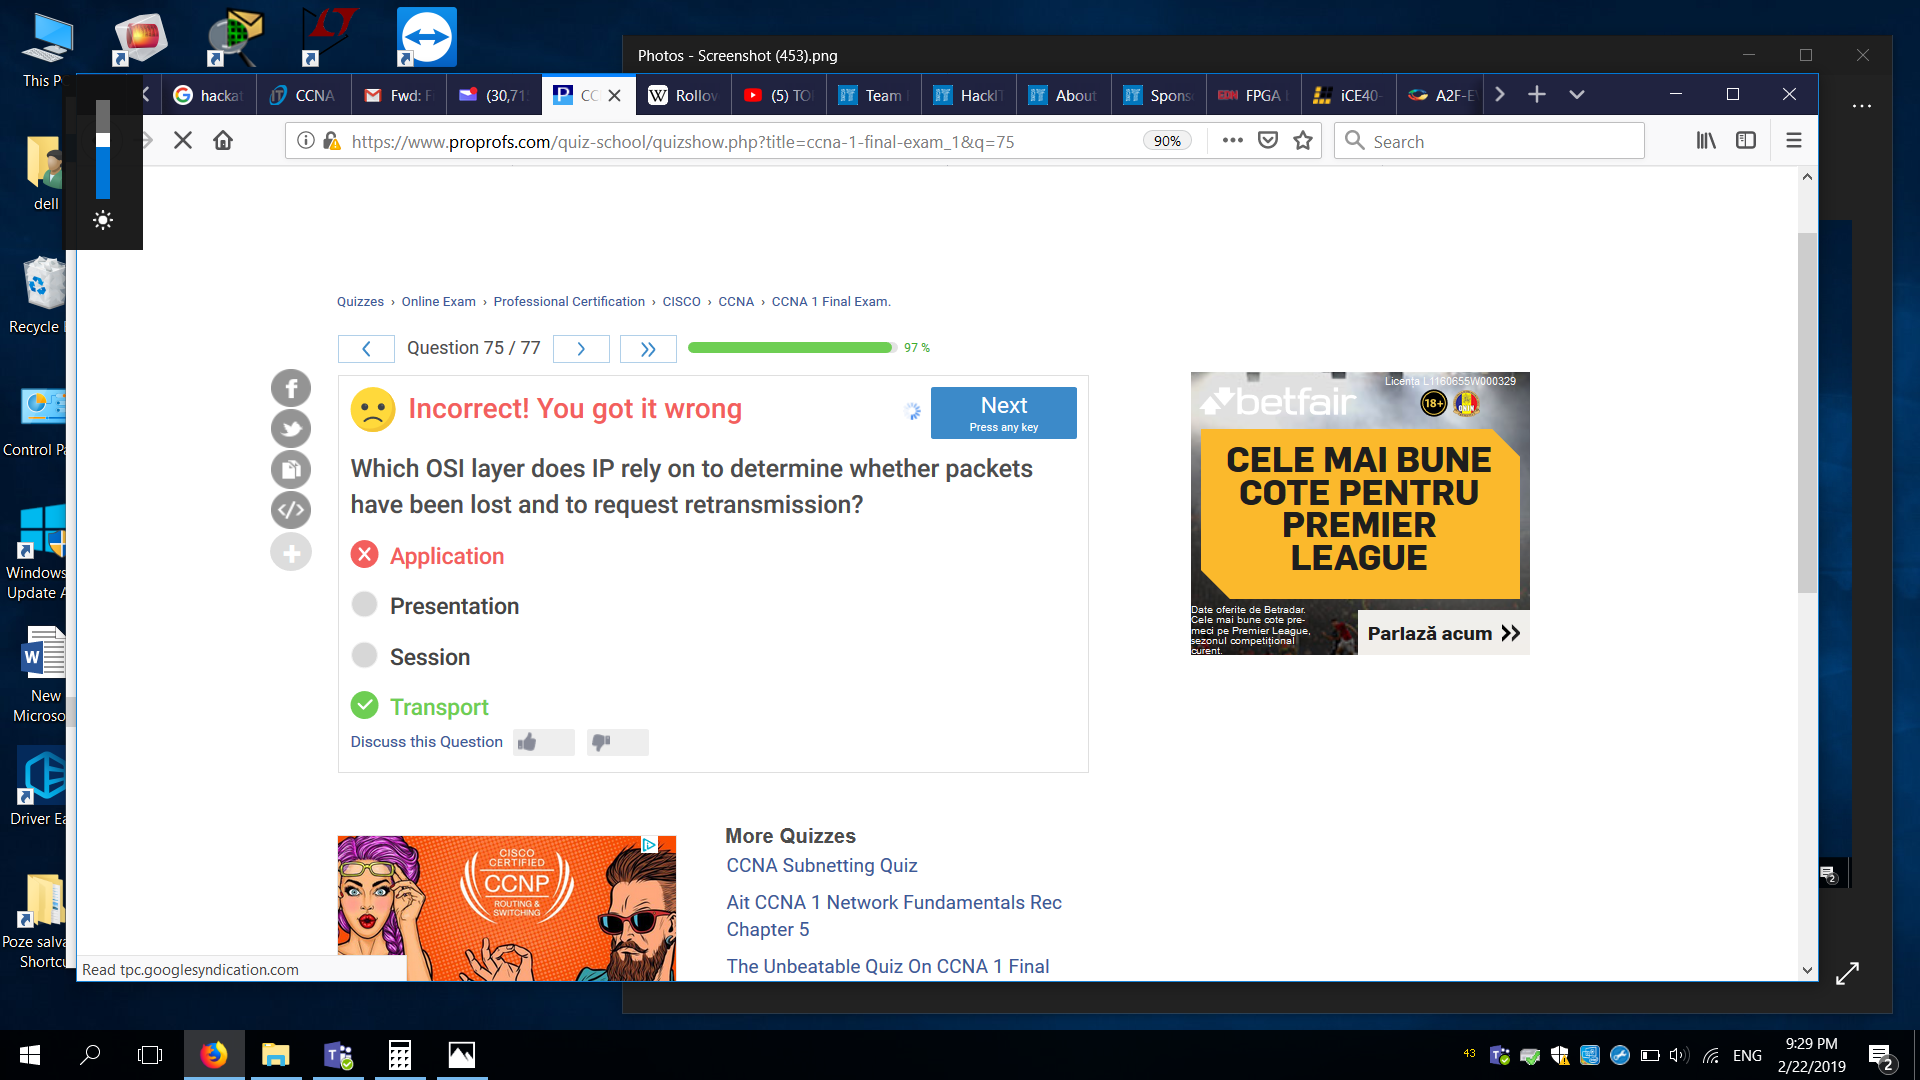 This P
dell
Recycle
Control Pa
Windows
Update A
New
Microso
Driver Ea
Poze salva
Shortcu
Photos - Screenshot (453).png
hackat
CCNA
Fwd: F
(30,71
CC
Rollov
(5) TO
Team
HackIT
About
Spons
FPGA
iCE40-
A2F-E
https://www.proprofs.com/quiz-school/quizshow.php?title=ccna-1-final-exam_1&q=75
90%
Search
Quizzes › Online Exam › Professional Certification › CISCO › CCNA › CCNA 1 Final Exam.
Question 75 / 77
97 %
Incorrect! You got it wrong
Next
Press any key
Which OSI layer does IP rely on to determine whether packets
have been lost and to request retransmission?
Application
Presentation
Session
Transport
Discuss this Question
Licenta L1160655W000329
betfair
18+
CELE MAI BUNE
COTE PENTRU
PREMIER
LEAGUE
Date oferite de Betradar.
Cele mai bune cote pre-
meci pe Premier League,
sezonul competițional
curent.
Parlază acum
CISCO
CERTIFIED
CCNP
ROUTING &
SWITCHING
More Quizzes
CCNA Subnetting Quiz
Ait CCNA 1 Network Fundamentals Rec
Chapter 5
The Unbeatable Quiz On CCNA 1 Final
Read tpc.googlesyndication.com
43
ENG
9:29 PM
2/22/2019
2